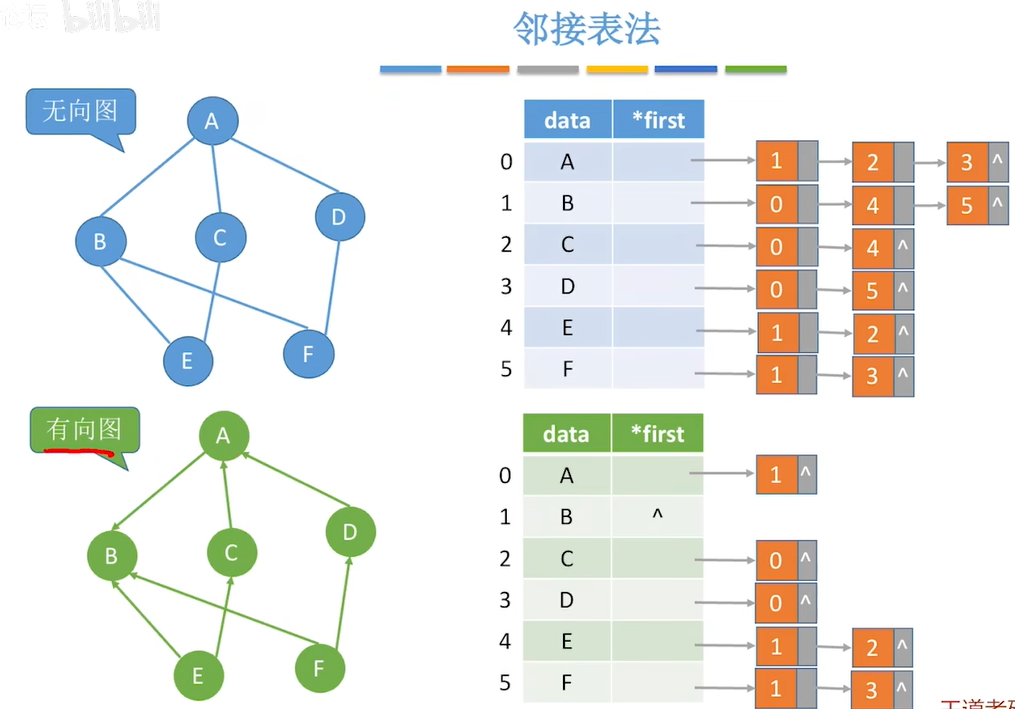 bilibili
邻接表法
无向图
A
B
C
D
E
F
data *first
0 A 1 2 3 ^
1 B 0 4 5 ^
2 C 0 4 ^
3 D 0 5 ^
4 E 1 2 ^
5 F 1 3 ^
有向图
A
B
C
D
E
F
data *first
0 A 1 ^
1 B ^
2 C 0 ^
3 D 0 ^
4 E 1 2 ^
5 F 1 3 ^